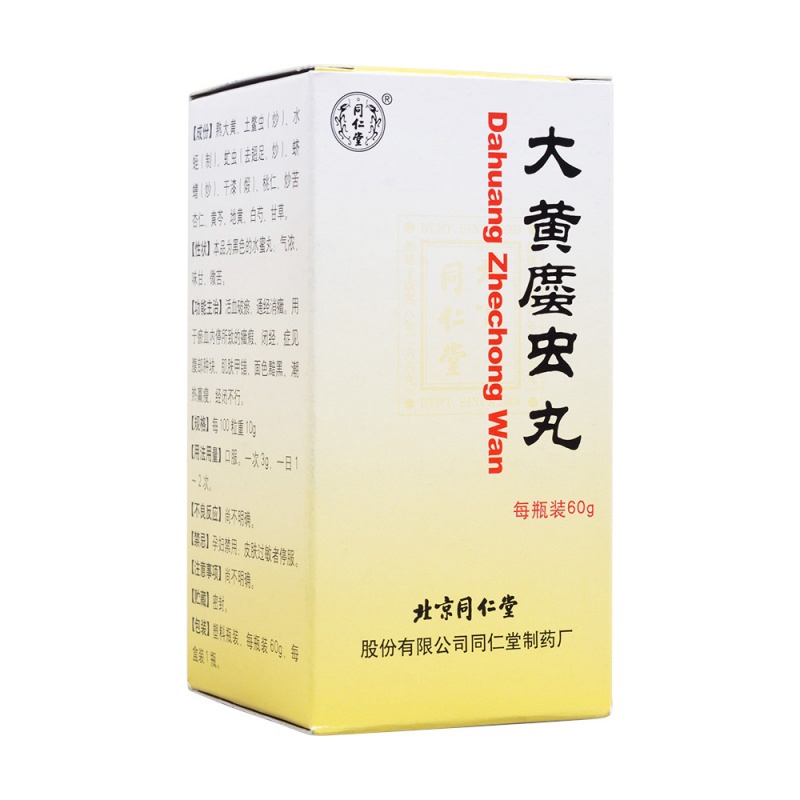 【成份】熟大黄、土鳖虫(炒)、水
蛭(制)、虻虫(去翅足,炒)、蛴
螬(炒)、干漆(煅)、桃仁、炒苦
杏仁、黄芩、地黄、白芍、甘草。
【性状】本品为黑色的水蜜丸;气浓,
味甘、微苦。
【功能主治】活血破瘀,通经消癥。用
于瘀血内停所致的癥瘕、闭经,症见
腹部肿块、肌肤甲错、面色黯黑、潮
热羸瘦、经闭不行。
【规格】每100粒重10g
【用法用量】口服。一次3g,一日1
~2次。
【不良反应】尚不明确。
【禁忌】孕妇禁用;皮肤过敏者停服。
【注意事项】尚不明确。
【贮藏】密封。
【包装】塑料瓶装,每瓶装60g,每
盒装1瓶。
同仁堂®
大黄䗪虫丸
Dahuang Zhechong Wan
同仁堂
每瓶装60g
北京同仁堂
股份有限公司同仁堂制药厂